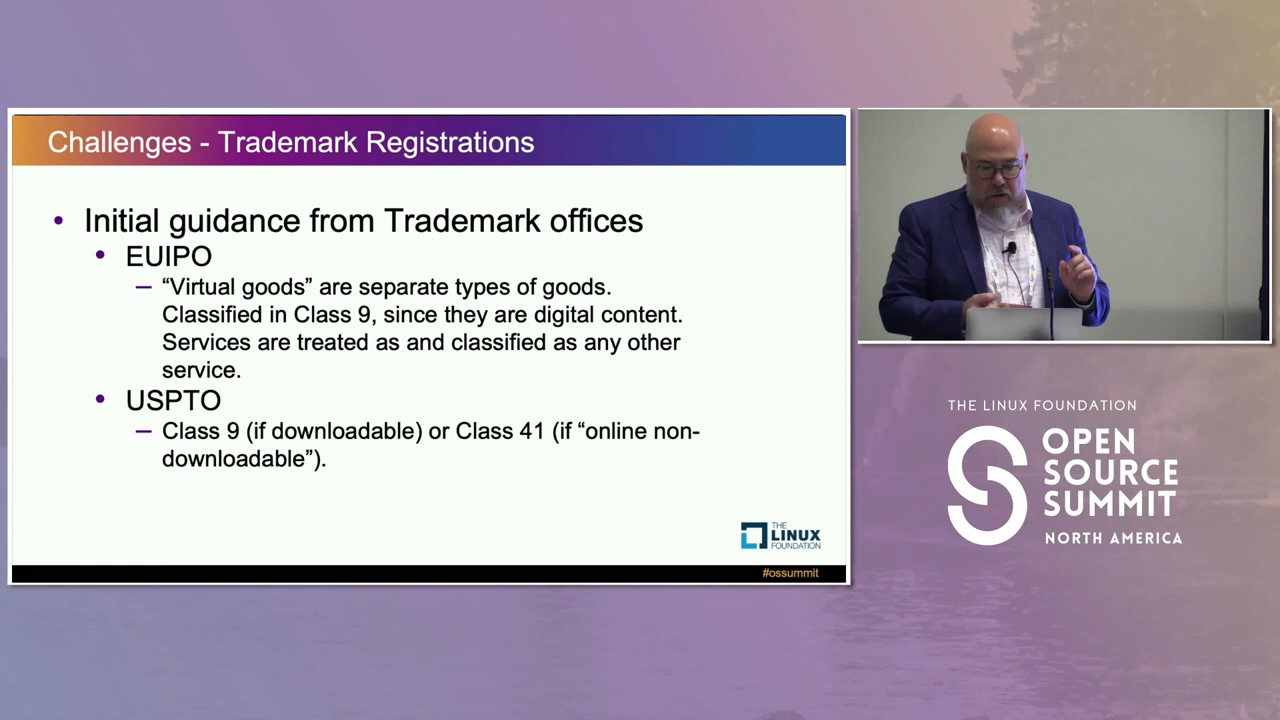 Challenges - Trademark Registrations
• Initial guidance from Trademark offices
• EUIPO
– “Virtual goods” are separate types of goods.
Classified in Class 9, since they are digital content.
Services are treated as and classified as any other
service.
• USPTO
– Class 9 (if downloadable) or Class 41 (if “online non-
downloadable”).
THE
LINUX
FOUNDATION
#ossummit
THE LINUX FOUNDATION
OPEN
SOURCE
SUMMIT
NORTH AMERICA